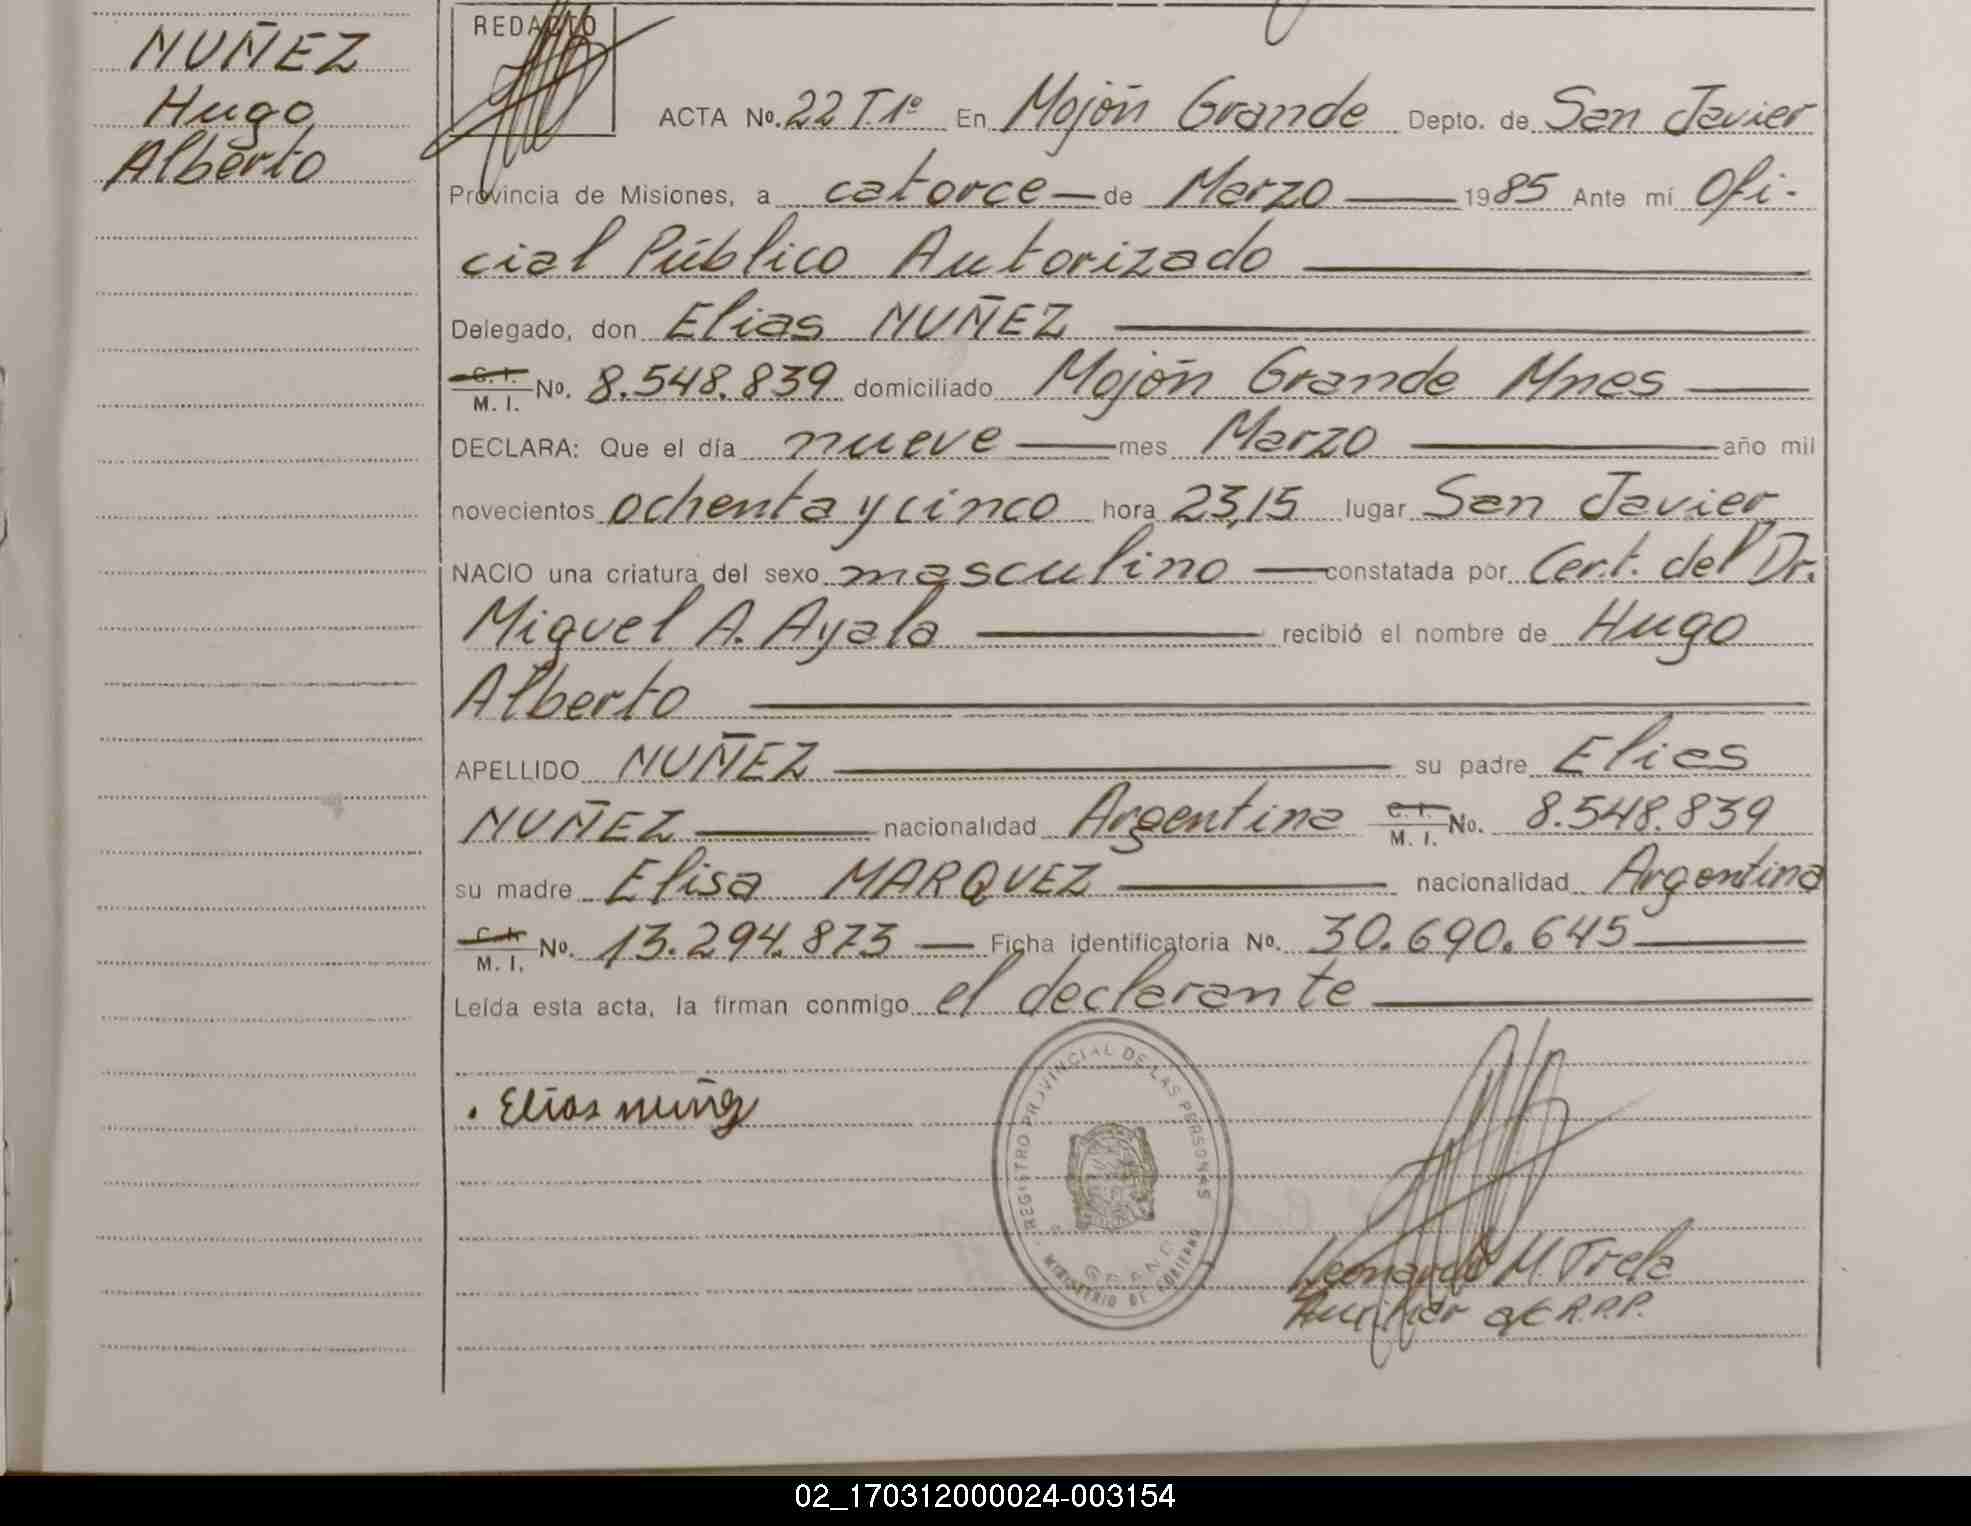 NUÑEZ
Hugo
Alberto
REDACTO
ACTA No. 22 T 1º En Mojón Grande Depto. de San Javier
Provincia de Misiones, a catorce — de Marzo — 1985 Ante mí Ofi-
cial Público Autorizado —
Delegado, don Elias NUÑEZ —
C. I. M. I. No. 8.548.839 domiciliado Mojón Grande Mnes —
DECLARA: Que el día nueve — mes Marzo — año mil
novecientos ochenta y cinco hora 23,15 lugar San Javier
NACIO una criatura del sexo masculino — constatada por Cert. del Dr.
Miguel A. Ayala — recibió el nombre de Hugo
Alberto —
APELLIDO NUÑEZ — su padre Elias
NUÑEZ — nacionalidad Argentina C. I. M. I. No. 8.548.839
su madre Elisa MARQUEZ — nacionalidad Argentina
C. I. M. I. No. 13.294.873 — Ficha identificatoria No. 30.690.645 —
Leída esta acta, la firman conmigo el declarante —
Elias nuñez
REGISTRO PROVINCIAL DE LAS PERSONAS
MINISTERIO DE GOBIERNO
Leonardo M. Trela
Auxiliar R.P.P.
02_170312000024-003154